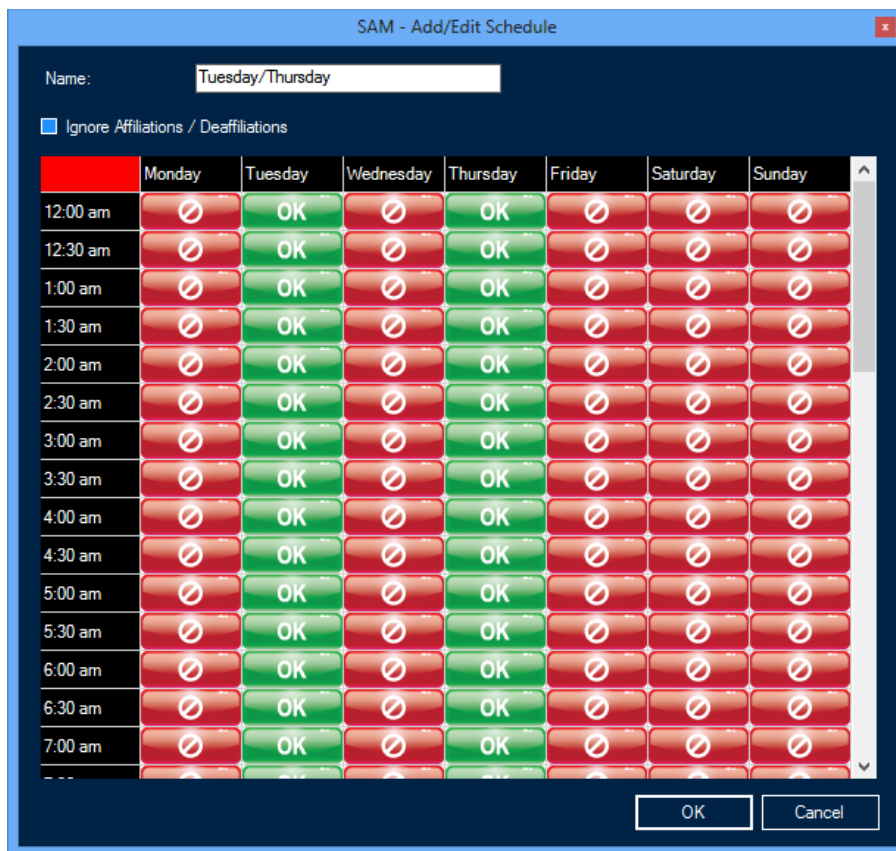 SAM - Add/Edit Schedule
x
Name: Tuesday/Thursday
Ignore Affiliations / Deaffiliations
Monday Tuesday Wednesday Thursday Friday Saturday Sunday
12:00 am OK OK
12:30 am OK OK
1:00 am OK OK
1:30 am OK OK
2:00 am OK OK
2:30 am OK OK
3:00 am OK OK
3:30 am OK OK
4:00 am OK OK
4:30 am OK OK
5:00 am OK OK
5:30 am OK OK
6:00 am OK OK
6:30 am OK OK
7:00 am OK OK
OK Cancel